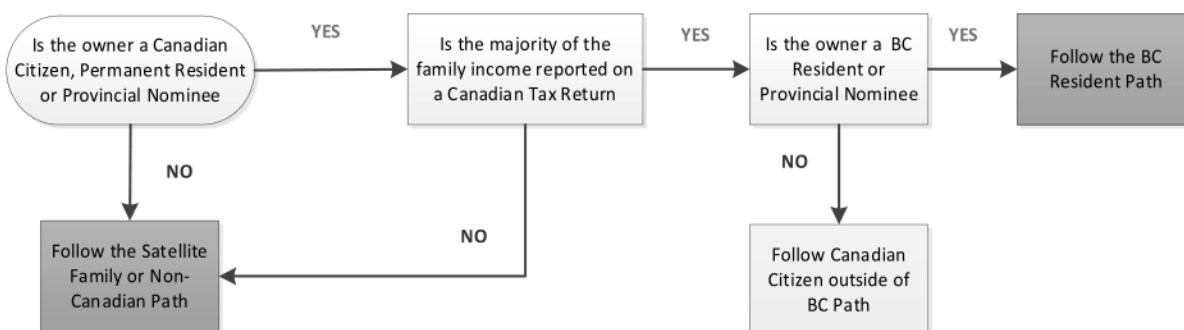 Is the owner a Canadian
Citizen, Permanent Resident
or Provincial Nominee
YES
Is the majority of the
family income reported on
a Canadian Tax Return
YES
Is the owner a  BC
Resident or
Provincial Nominee
YES
Follow the BC
Resident Path
NO
NO
NO
Follow the Satellite
Family or Non-
Canadian Path
Follow Canadian
Citizen outside of
BC Path